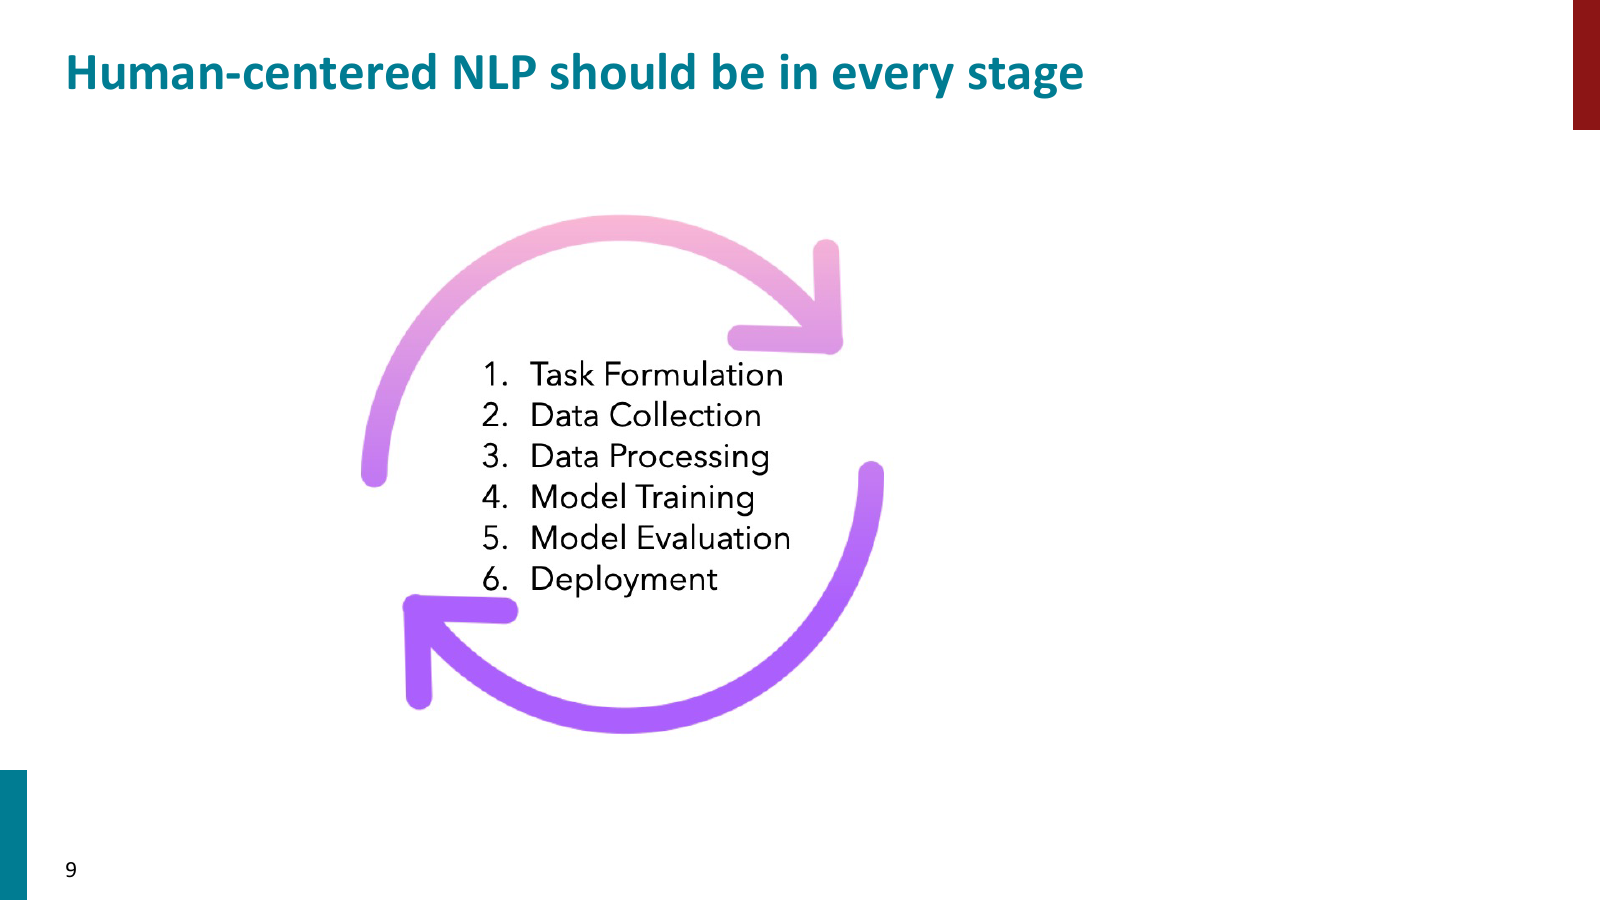 Human-centered NLP should be in every stage
1. Task Formulation
2. Data Collection
3. Data Processing
4. Model Training
5. Model Evaluation
6. Deployment
9